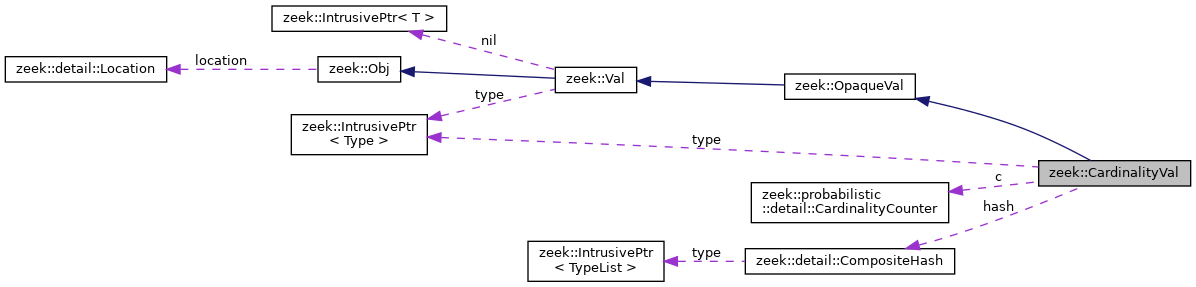 zeek::IntrusivePtr< T >
nil
location
zeek::detail::Location
zeek::Obj
zeek::Val
zeek::OpaqueVal
type
zeek::IntrusivePtr
< Type >
type
zeek::CardinalityVal
c
zeek::probabilistic
::detail::CardinalityCounter
hash
zeek::IntrusivePtr
< TypeList >
type
zeek::detail::CompositeHash